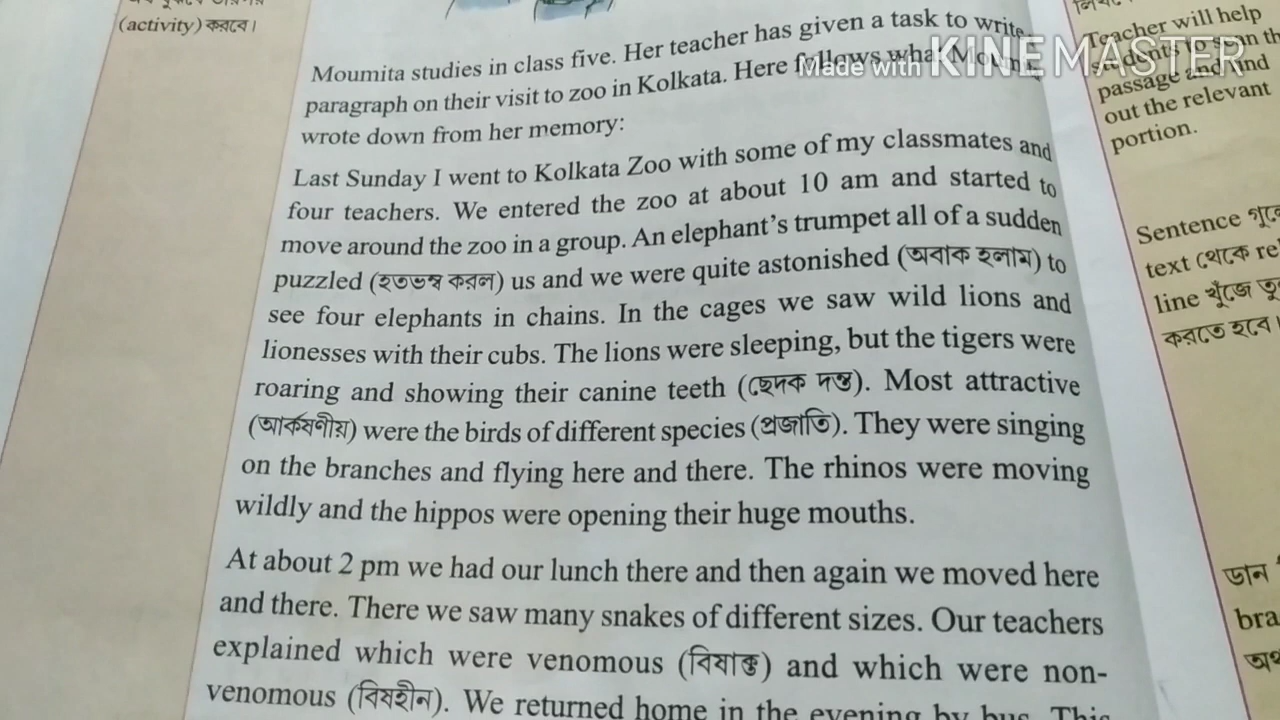 (activity) করবে।
Moumita studies in class five. Her teacher has given a task to write
paragraph on their visit to zoo in Kolkata. Here follows what
wrote down from her memory:
Last Sunday I went to Kolkata Zoo with some of my classmates and
four teachers. We entered the zoo at about 10 am and started to
move around the zoo in a group. An elephant's trumpet all of a sudden
puzzled (হতভম্ব করল) us and we were quite astonished (অবাক হলাম) to
see four elephants in chains. In the cages we saw wild lions and
lionesses with their cubs. The lions were sleeping, but the tigers were
roaring and showing their canine teeth (ছেদক দন্ত). Most attractive
(আর্কষণীয়) were the birds of different species (প্রজাতি). They were singing
on the branches and flying here and there. The rhinos were moving
wildly and the hippos were opening their huge mouths.
At about 2 pm we had our lunch there and then again we moved here
and there. There we saw many snakes of different sizes. Our teachers
explained which were venomous (বিষাক্ত) and which were non-
venomous (বিষহীন). We returned home in the evening by bus. This
Made with KINEMASTER
Teacher will help
students to scan th
passage and find
out the relevant
portion.
Sentence
text থেকে re
line খুঁজে
করতে হবে।
ডান
bra